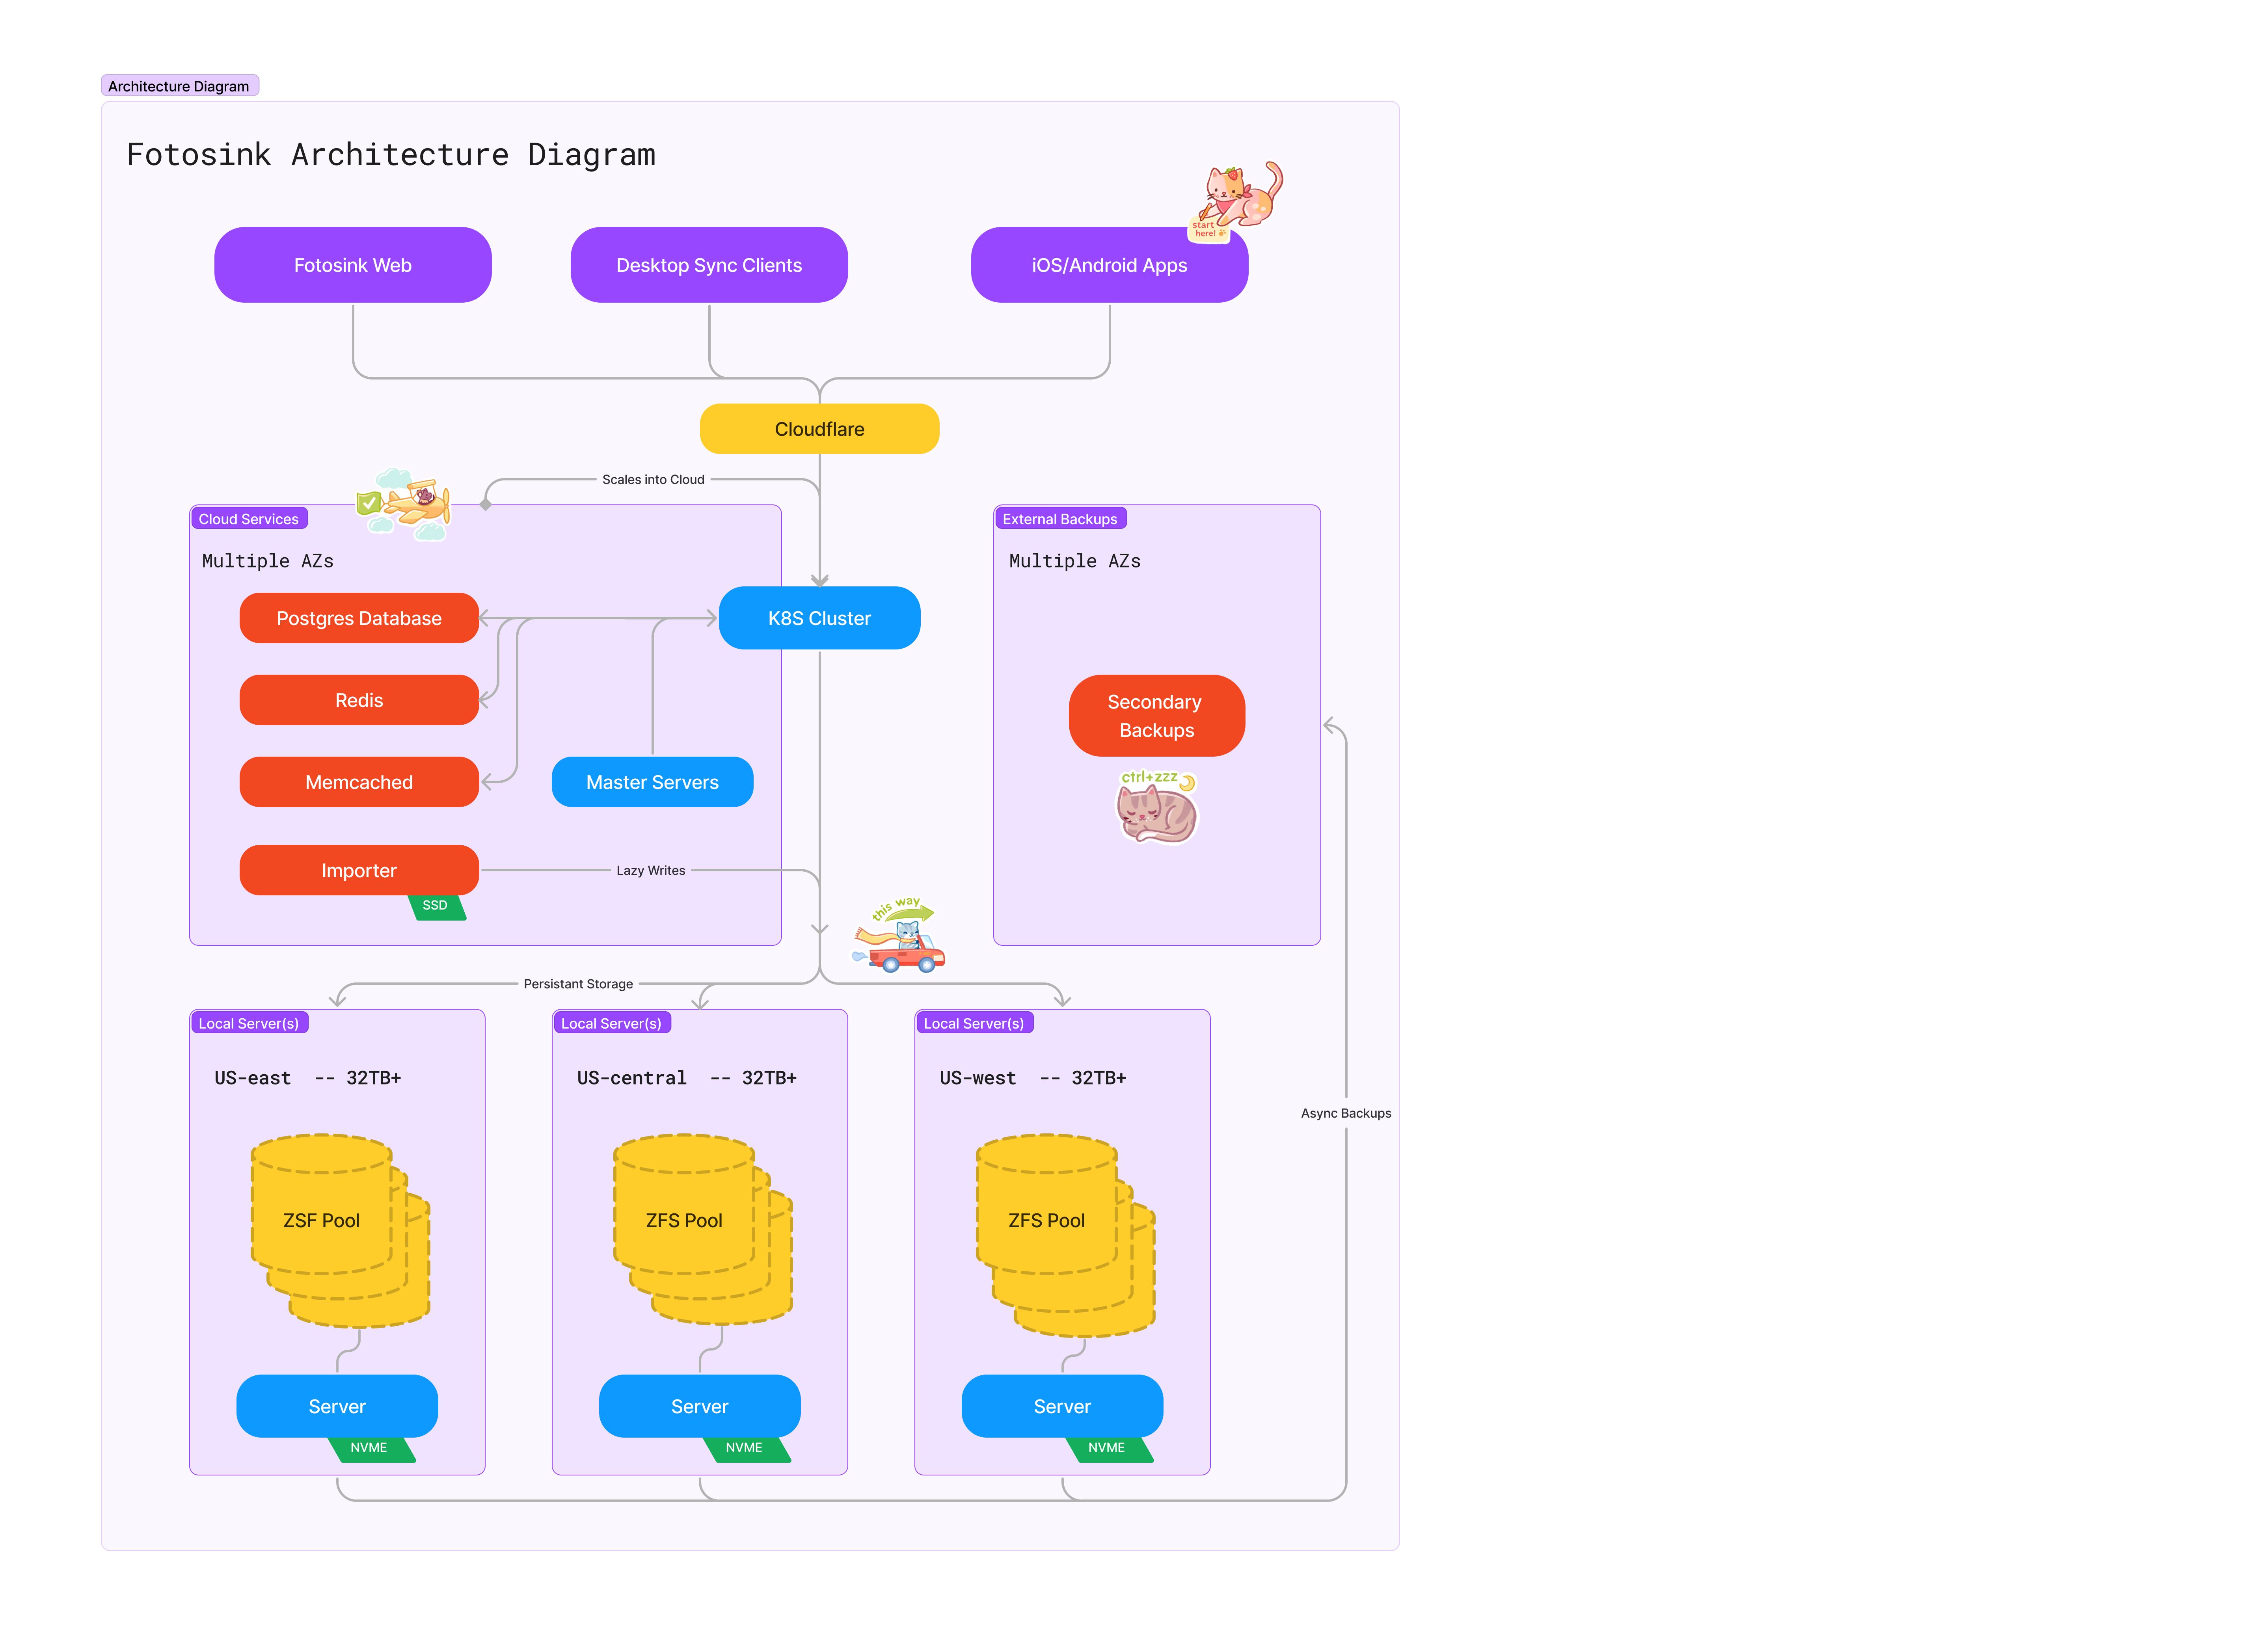 Architecture Diagram
Fotosink Architecture Diagram
start
here!
Fotosink Web
Desktop Sync Clients
iOS/Android Apps
Cloudflare
Scales into Cloud
Cloud Services
Multiple AZs
External Backups
Multiple AZs
Postgres Database
K8S Cluster
Redis
Secondary
Backups
Memcached
Master Servers
ctrl+zzz
Importer
Lazy Writes
SSD
this way
Persistant Storage
Local Server(s)
Local Server(s)
Local Server(s)
US-east  -- 32TB+
US-central  -- 32TB+
US-west  -- 32TB+
Async Backups
ZSF Pool
ZFS Pool
ZFS Pool
Server
Server
Server
NVME
NVME
NVME